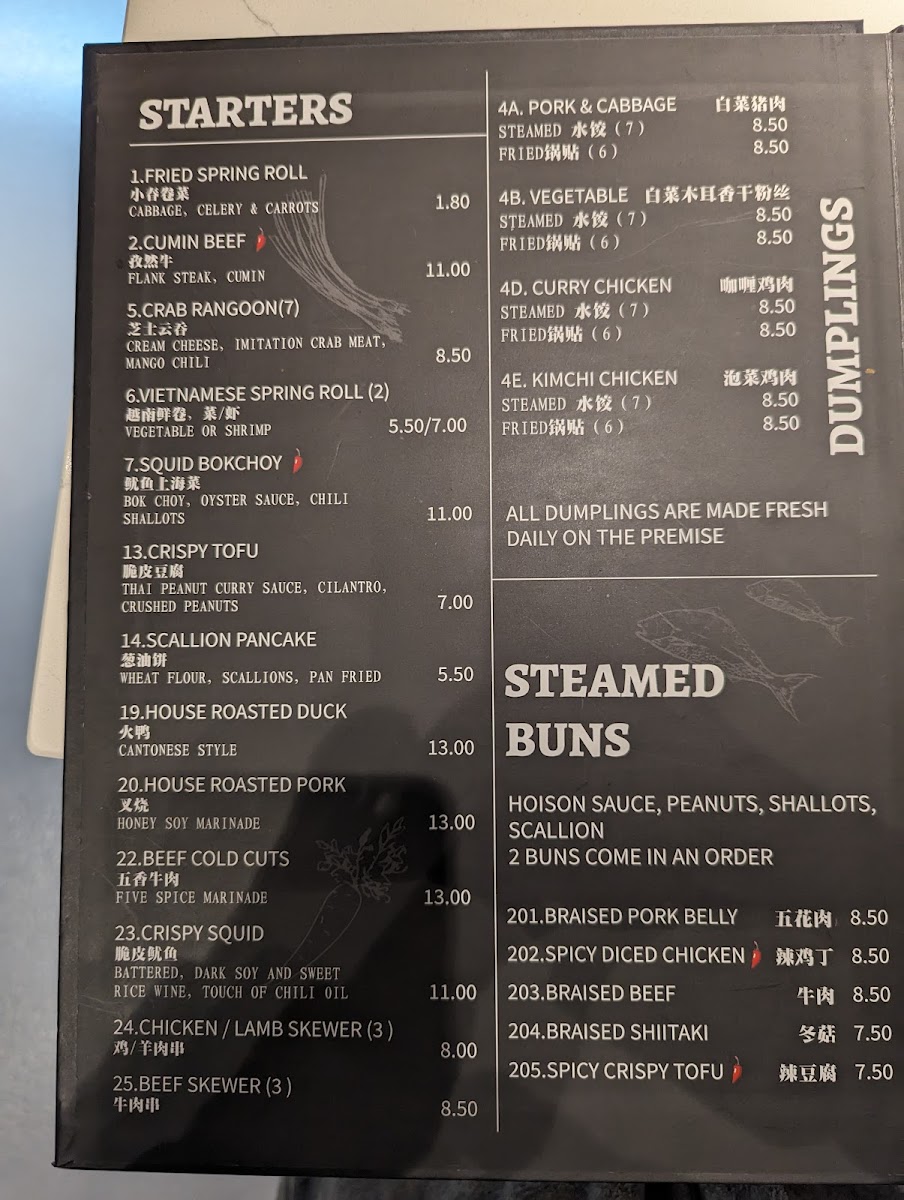 STARTERS
1.FRIED SPRING ROLL
小春卷菜
CABBAGE, CELERY & CARROTS 1.80
2.CUMIN BEEF
孜然牛
FLANK STEAK, CUMIN 11.00
5.CRAB RANGOON(7)
芝士云吞
CREAM CHEESE, IMITATION CRAB MEAT,
MANGO CHILI 8.50
6.VIETNAMESE SPRING ROLL (2)
越南鲜卷, 菜/虾
VEGETABLE OR SHRIMP 5.50/7.00
7.SQUID BOKCHOY
鱿鱼上海菜
BOK CHOY, OYSTER SAUCE, CHILI
SHALLOTS 11.00
13.CRISPY TOFU
脆皮豆腐
THAI PEANUT CURRY SAUCE, CILANTRO,
CRUSHED PEANUTS 7.00
14.SCALLION PANCAKE
葱油饼
WHEAT FLOUR, SCALLIONS, PAN FRIED 5.50
19.HOUSE ROASTED DUCK
火鸭
CANTONESE STYLE 13.00
20.HOUSE ROASTED PORK
叉烧
HONEY SOY MARINADE 13.00
22.BEEF COLD CUTS
五香牛肉
FIVE SPICE MARINADE 13.00
23.CRISPY SQUID
脆皮鱿鱼
BATTERED, DARK SOY AND SWEET
RICE WINE, TOUCH OF CHILI OIL 11.00
24.CHICKEN / LAMB SKEWER (3 )
鸡/羊肉串 8.00
25.BEEF SKEWER (3 )
牛肉串 8.50
4A. PORK & CABBAGE 白菜猪肉
STEAMED 水饺 (7) 8.50
FRIED锅贴 (6) 8.50
4B. VEGETABLE 白菜木耳香干粉丝
STEAMED 水饺 (7) 8.50
FRIED锅贴 (6) 8.50
4D. CURRY CHICKEN 咖喱鸡肉
STEAMED 水饺 (7) 8.50
FRIED锅贴 (6) 8.50
4E. KIMCHI CHICKEN 泡菜鸡肉
STEAMED 水饺 (7) 8.50
FRIED锅贴 (6) 8.50
DUMPLINGS
ALL DUMPLINGS ARE MADE FRESH
DAILY ON THE PREMISE
STEAMED
BUNS
HOISON SAUCE, PEANUTS, SHALLOTS,
SCALLION
2 BUNS COME IN AN ORDER
201.BRAISED PORK BELLY 五花肉 8.50
202.SPICY DICED CHICKEN 辣鸡丁 8.50
203.BRAISED BEEF 牛肉 8.50
204.BRAISED SHIITAKI 冬菇 7.50
205.SPICY CRISPY TOFU 辣豆腐 7.50